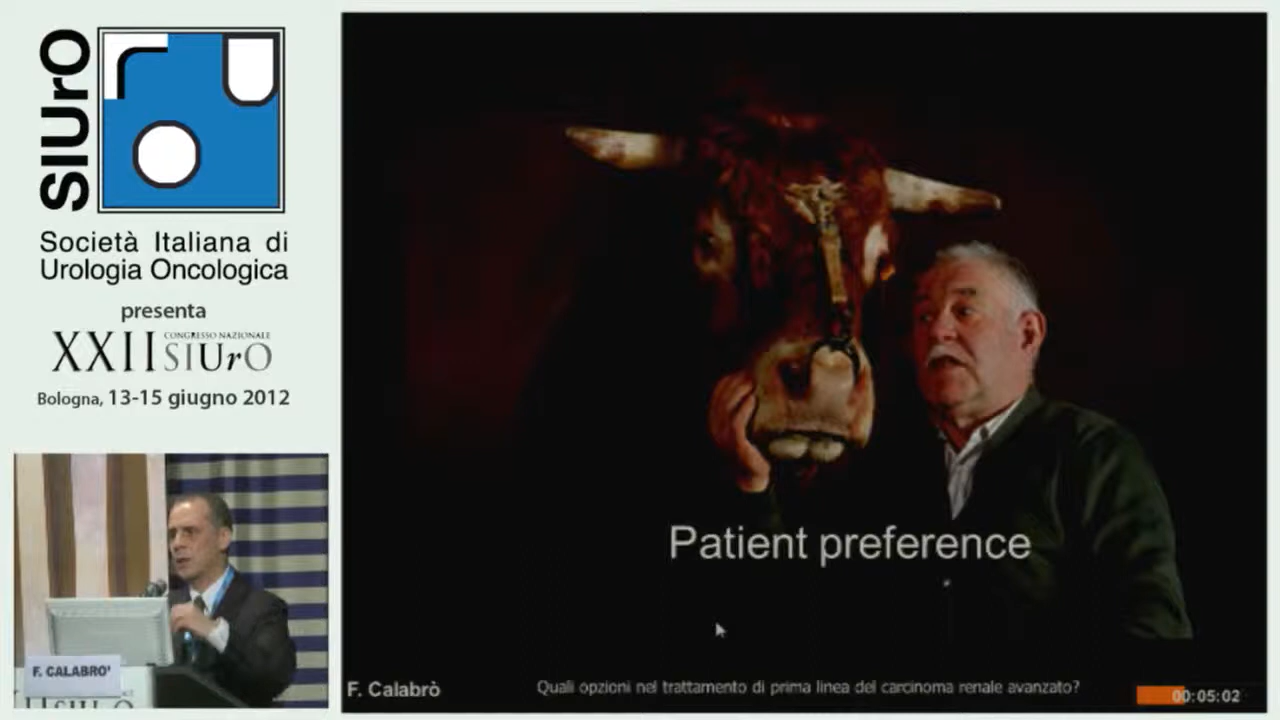 SIUrO
Società Italiana di
Urologia Oncologica
presenta
XXII CONGRESSO NAZIONALE
SIUrO
Bologna, 13-15 giugno 2012
F. CALABRO'
Patient preference
F. Calabrò
Quali opzioni nel trattamento di prima linea del carcinoma renale avanzato?
00:05:02